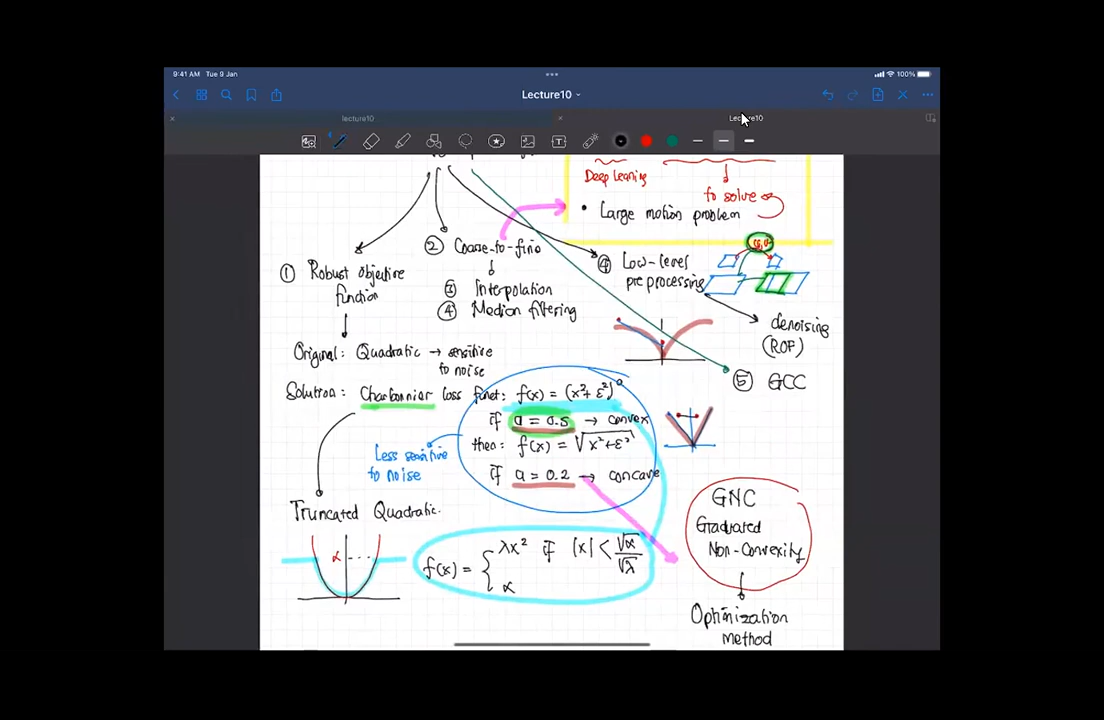 9:41 AM Tue 9 Jan
100%
Lecture10
lecture10
Lecture10
Deep Learning
to solve
• Large motion problem
② Coarse-to-fine
① Robust objective
function
③ Interpolation
④ Median filtering
④ Low-level
pre processing
denoising
(ROF)
⑤ GCC
Original: Quadratic → sensitive
to noise
Solution: Charbonnier loss funct: f(x) = (x²+ε²)ᵃ
if a = 0.5 → convex
then: f(x) = √x²+ε²
if a = 0.2 → concave
Less sensitive
to noise
Truncated Quadratic.
α
f(x) = { λx² if |x| < √α/√λ
α
GNC
Graduated
Non-Convexity
Optimization
method